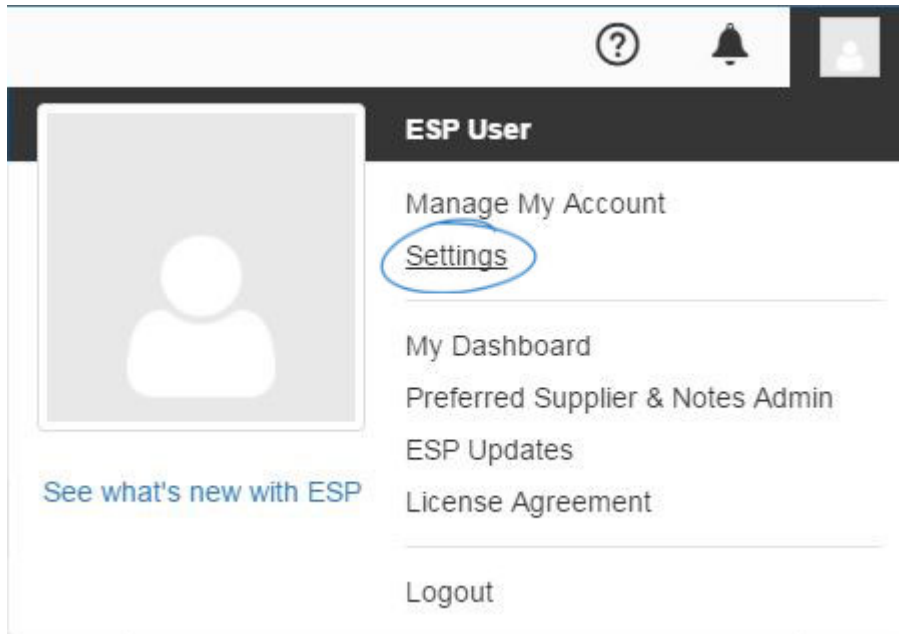 ESP User
Manage My Account
Settings
My Dashboard
Preferred Supplier & Notes Admin
ESP Updates
See what's new with ESP
License Agreement
Logout